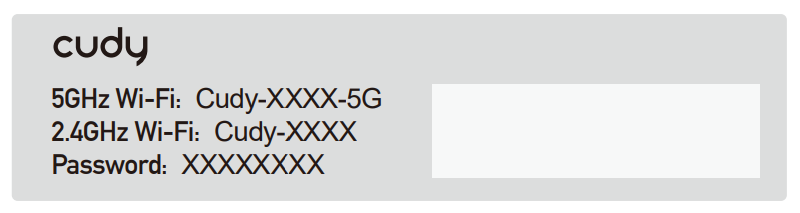 cudy
5GHz Wi-Fi: Cudy-XXXX-5G
2.4GHz Wi-Fi: Cudy-XXXX
Password: XXXXXXXX